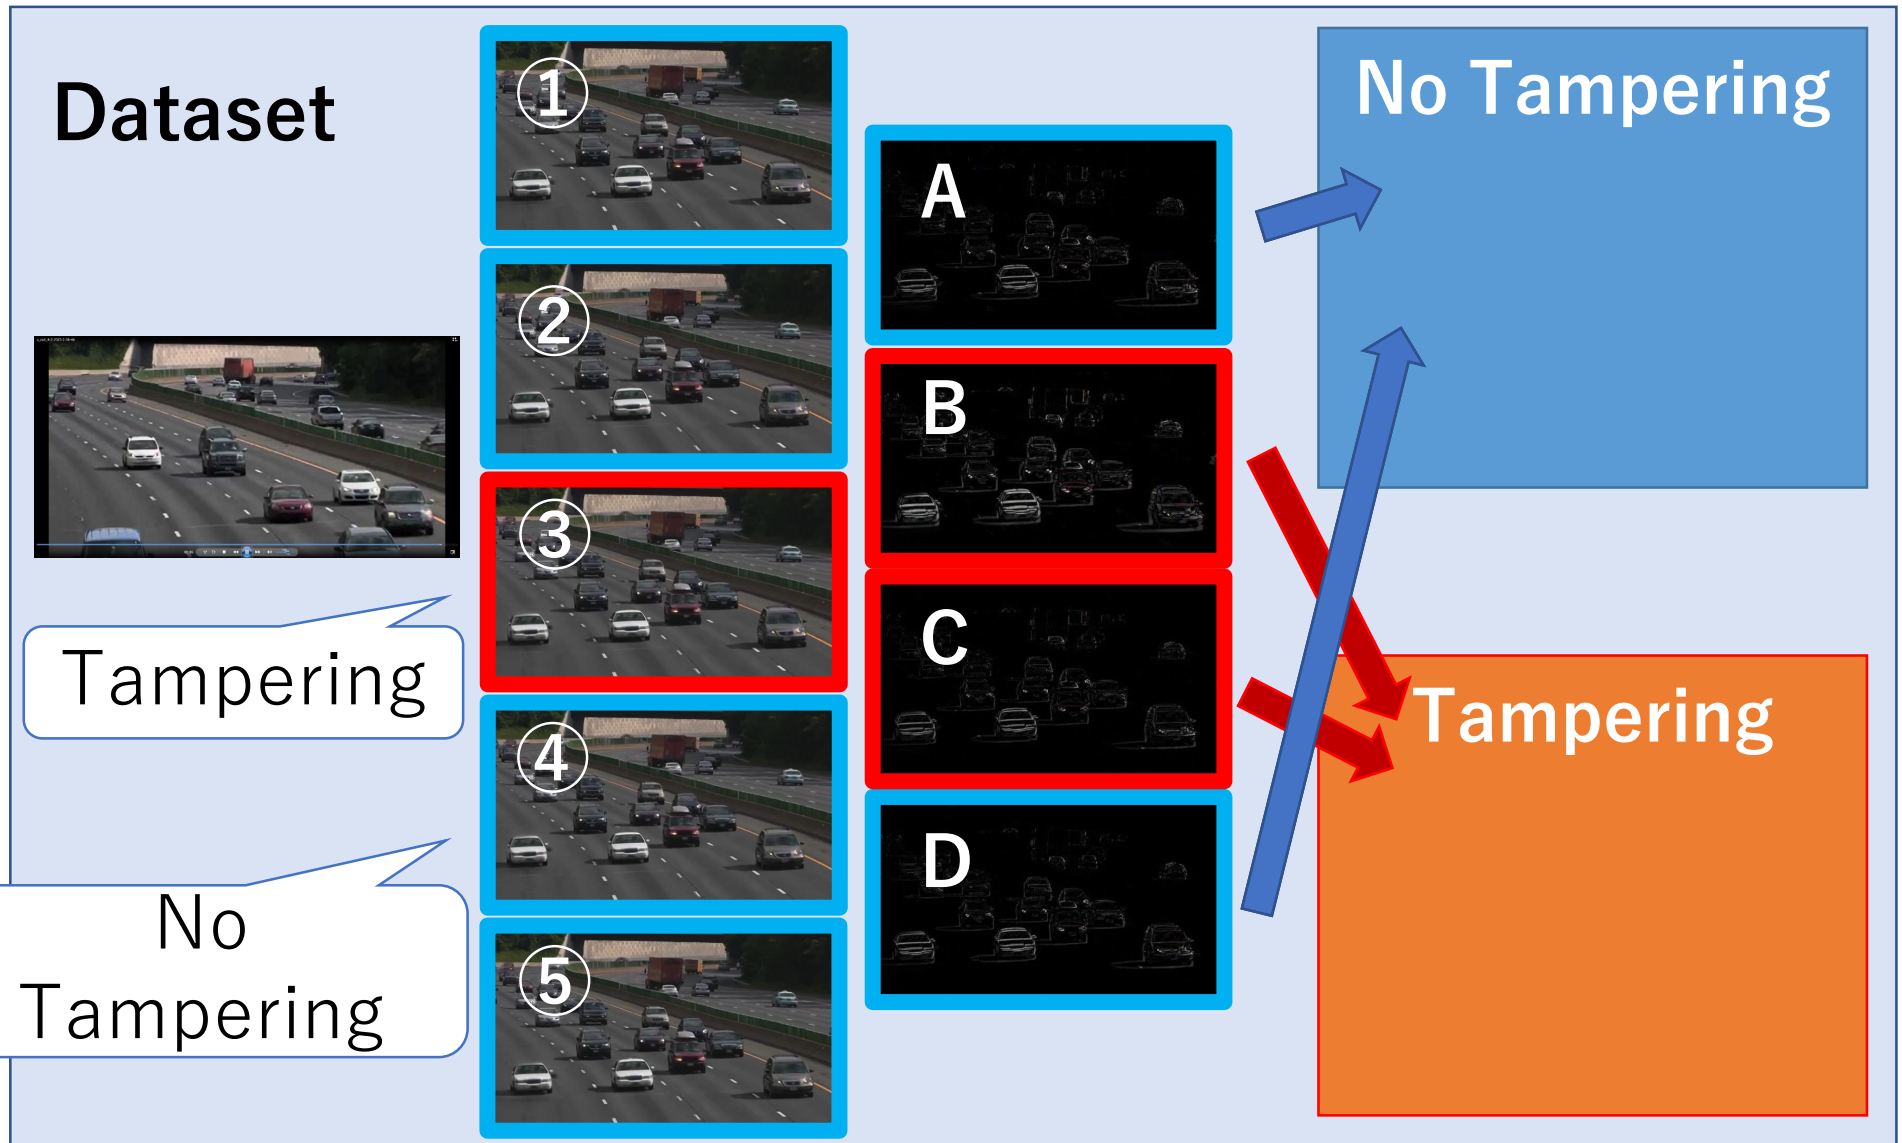 Dataset
Tampering
No
Tampering
①
②
③
④
⑤
A
B
C
D
No Tampering
Tampering